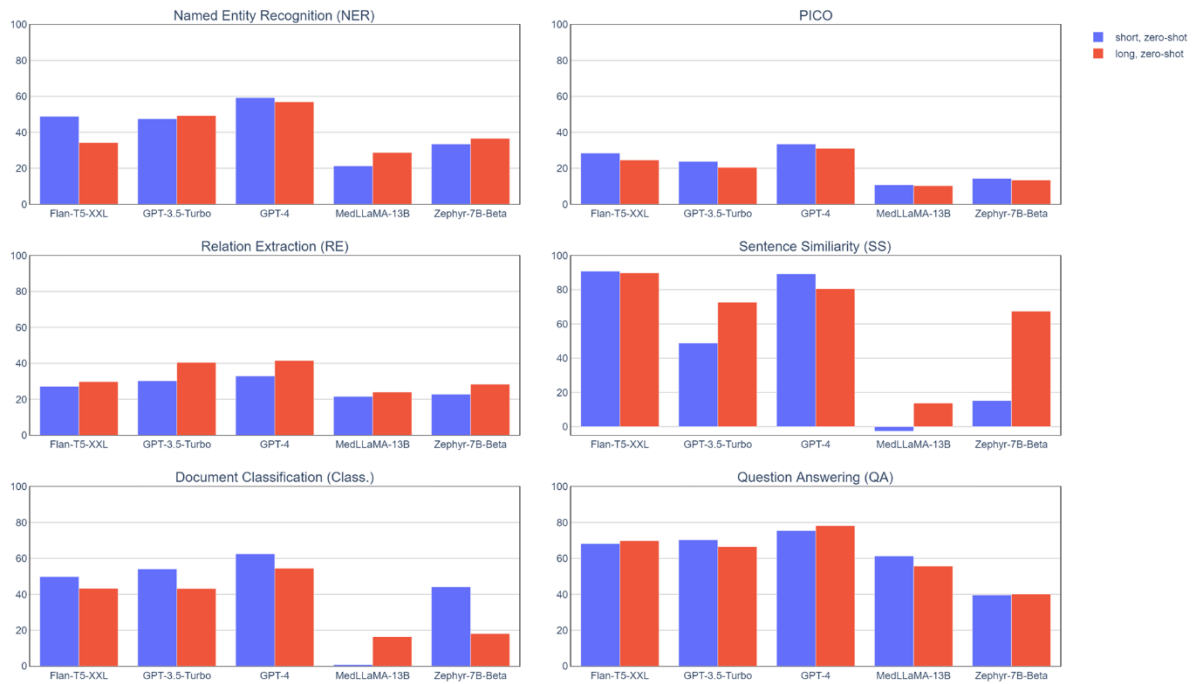 Named Entity Recognition (NER)
100
80
60
40
20
0
Flan-T5-XXL GPT-3.5-Turbo GPT-4 MedLLaMA-13B Zephyr-7B-Beta
PICO
100
80
60
40
20
0
Flan-T5-XXL GPT-3.5-Turbo GPT-4 MedLLaMA-13B Zephyr-7B-Beta
short, zero-shot
long, zero-shot
Relation Extraction (RE)
100
80
60
40
20
0
Flan-T5-XXL GPT-3.5-Turbo GPT-4 MedLLaMA-13B Zephyr-7B-Beta
Sentence Similiarity (SS)
100
80
60
40
20
0
Flan-T5-XXL GPT-3.5-Turbo GPT-4 MedLLaMA-13B Zephyr-7B-Beta
Document Classification (Class.)
100
80
60
40
20
0
Flan-T5-XXL GPT-3.5-Turbo GPT-4 MedLLaMA-13B Zephyr-7B-Beta
Question Answering (QA)
100
80
60
40
20
0
Flan-T5-XXL GPT-3.5-Turbo GPT-4 MedLLaMA-13B Zephyr-7B-Beta